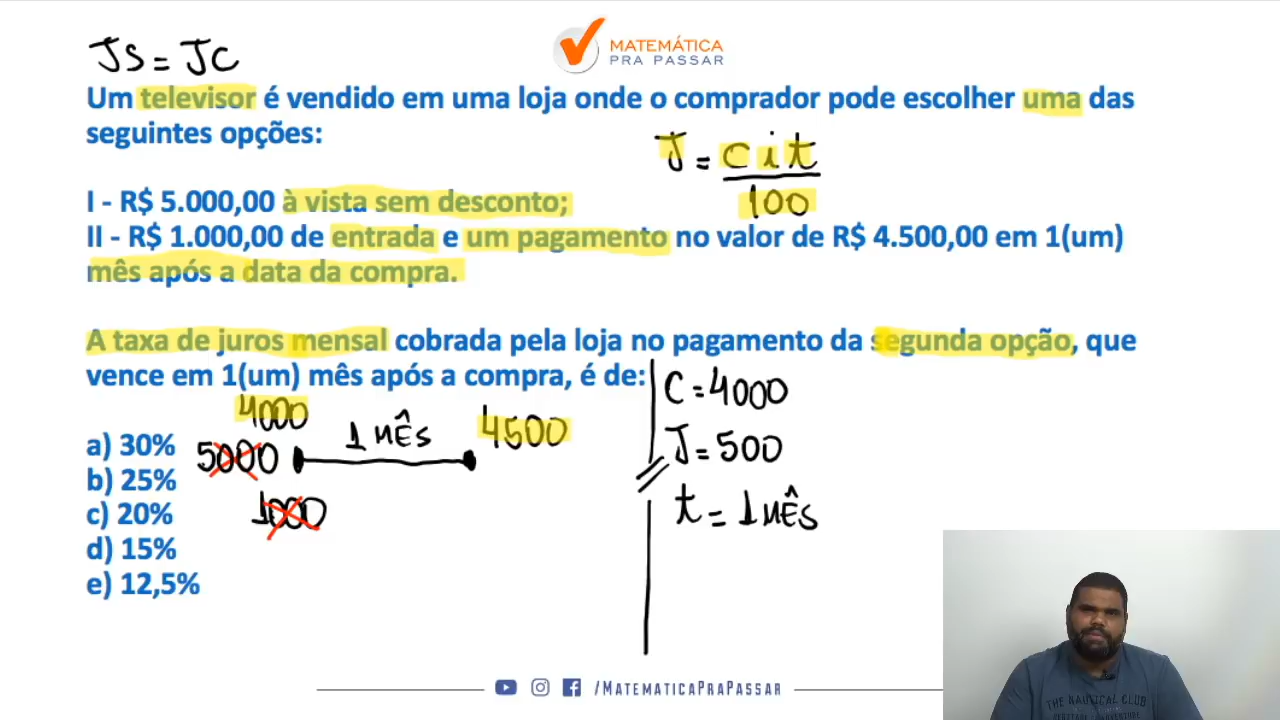 JS = JC
MATEMÁTICA
PRA PASSAR
Um televisor é vendido em uma loja onde o comprador pode escolher uma das
seguintes opções:
J = c i t
100
I - R$ 5.000,00 à vista sem desconto;
II - R$ 1.000,00 de entrada e um pagamento no valor de R$ 4.500,00 em 1(um)
mês após a data da compra.
A taxa de juros mensal cobrada pela loja no pagamento da segunda opção, que
vence em 1(um) mês após a compra, é de:
a) 30%
b) 25%
c) 20%
d) 15%
e) 12,5%
4000
5000
1 MÊS
4500
1000
C = 4000
J = 500
t = 1 MÊS
THE NAUTICAL CLUB
/MATEMATICAPRAPASSAR